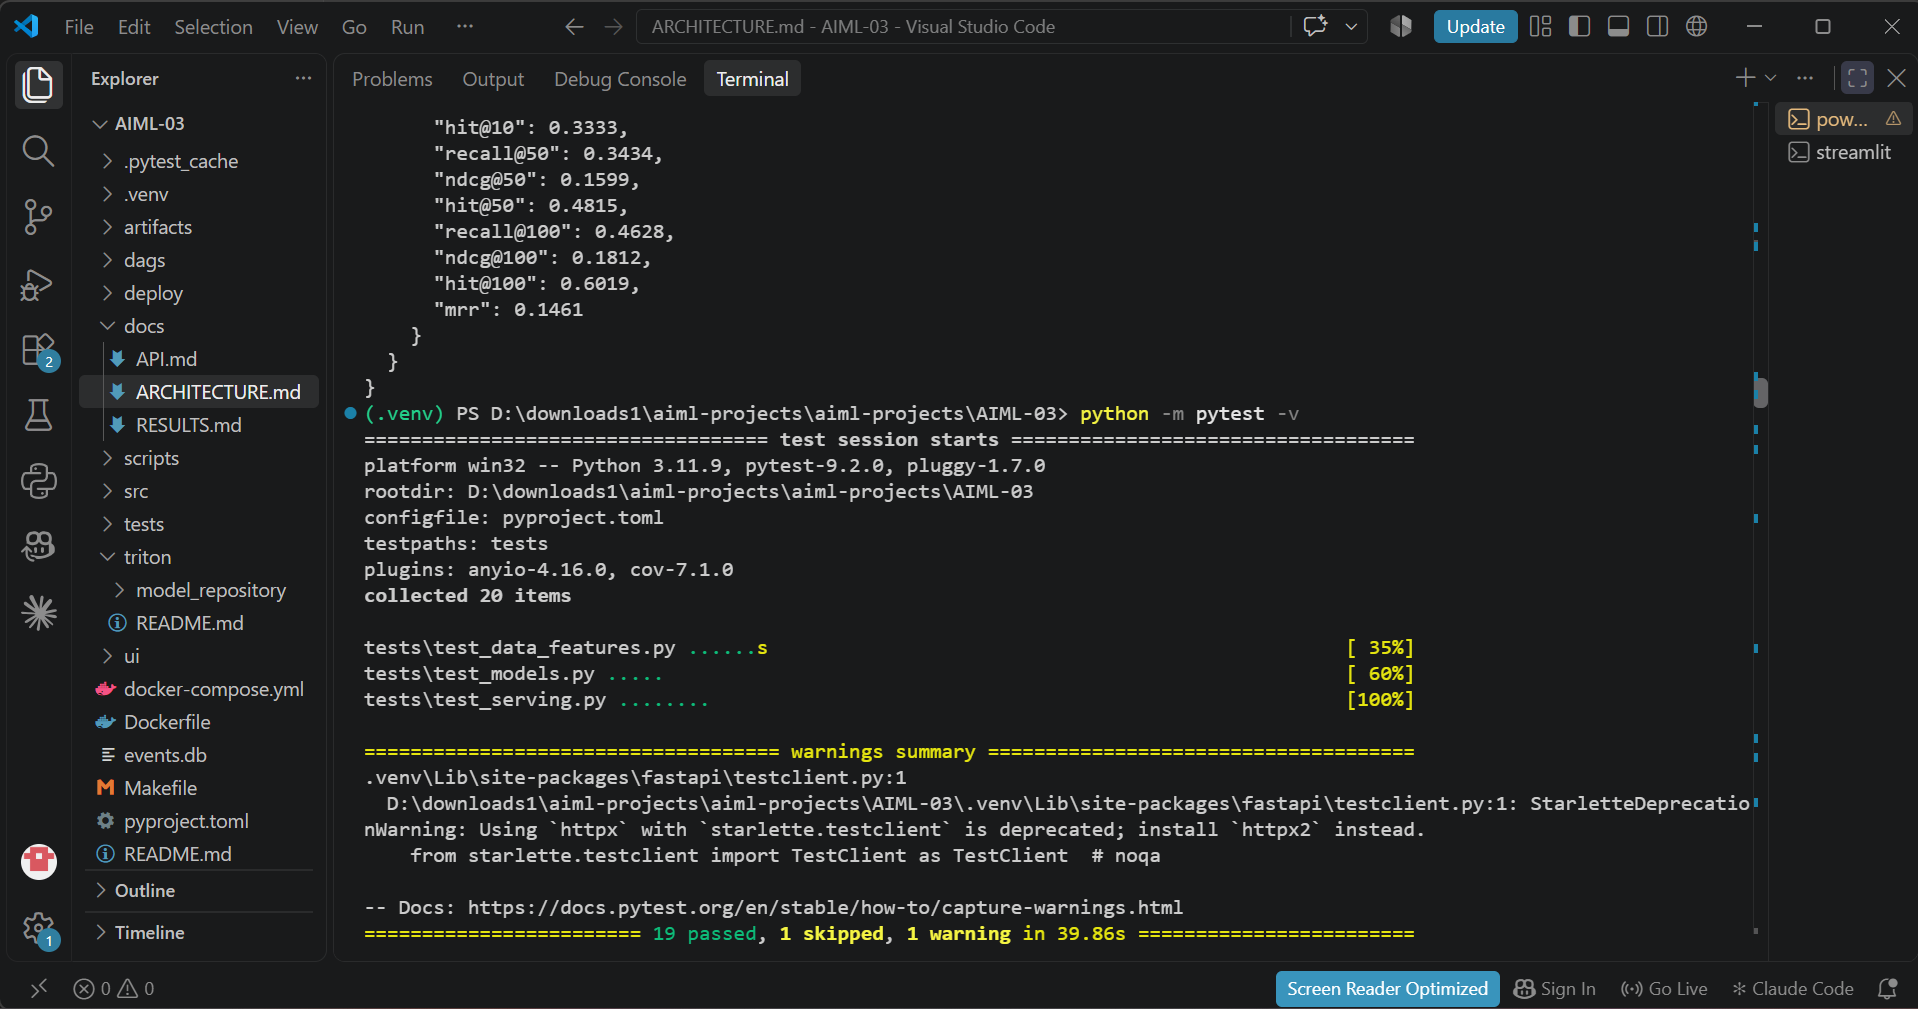 File Edit Selection View Go Run ···
ARCHITECTURE.md - AIML-03 - Visual Studio Code
Update
Explorer
AIML-03
.pytest_cache
.venv
artifacts
dags
deploy
docs
API.md
ARCHITECTURE.md
RESULTS.md
scripts
src
tests
triton
model_repository
README.md
ui
docker-compose.yml
Dockerfile
events.db
Makefile
pyproject.toml
README.md
Outline
Timeline
2
1
Problems Output Debug Console Terminal
"hit@10": 0.3333,
"recall@50": 0.3434,
"ndcg@50": 0.1599,
"hit@50": 0.4815,
"recall@100": 0.4628,
"ndcg@100": 0.1812,
"hit@100": 0.6019,
"mrr": 0.1461
}
}
}
(.venv) PS D:\downloads1\aiml-projects\aiml-projects\AIML-03> python -m pytest -v
=================================== test session starts ===================================
platform win32 -- Python 3.11.9, pytest-9.2.0, pluggy-1.7.0
rootdir: D:\downloads1\aiml-projects\aiml-projects\AIML-03
configfile: pyproject.toml
testpaths: tests
plugins: anyio-4.16.0, cov-7.1.0
collected 20 items
tests\test_data_features.py ......s [ 35%]
tests\test_models.py ..... [ 60%]
tests\test_serving.py ........ [100%]
==================================== warnings summary =====================================
.venv\Lib\site-packages\fastapi\testclient.py:1
D:\downloads1\aiml-projects\aiml-projects\AIML-03\.venv\Lib\site-packages\fastapi\testclient.py:1: StarletteDeprecatio
nWarning: Using `httpx` with `starlette.testclient` is deprecated; install `httpx2` instead.
from starlette.testclient import TestClient as TestClient  # noqa
-- Docs: https://docs.pytest.org/en/stable/how-to/capture-warnings.html
======================== 19 passed, 1 skipped, 1 warning in 39.86s ========================
pow...
streamlit
0 0
Screen Reader Optimized Sign In Go Live Claude Code